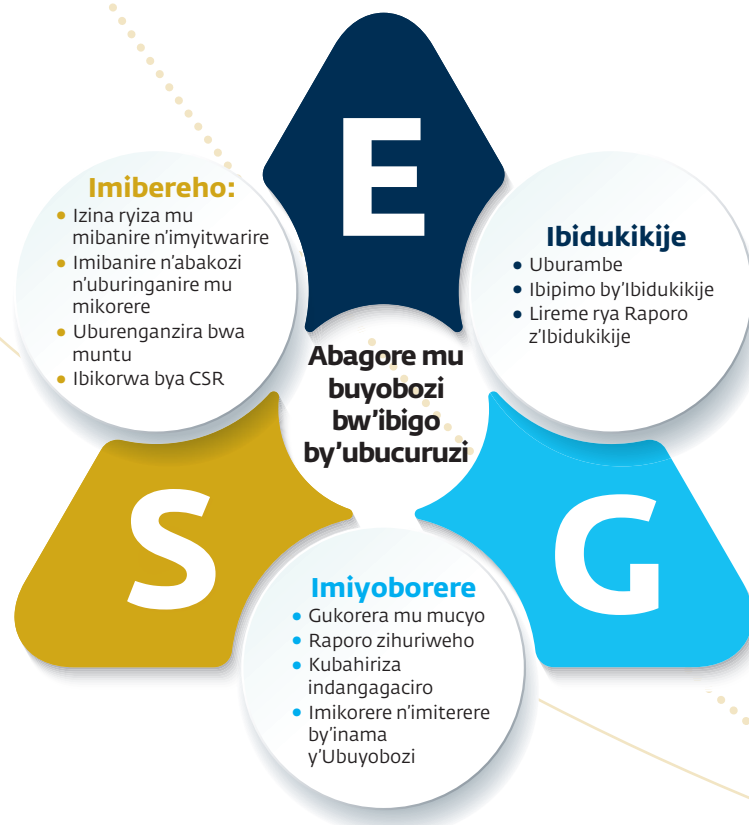 E
Imibereho:
• Izina ryiza mu
mibanire n'imyitwarire
• Imibanire n'abakozi
n'uburinganire mu
mikorere
• Uburenganzira bwa
muntu
• Ibikorwa bya CSR
Ibidukikije
• Uburambe
• Ibipimo by'Ibidukikije
• Lireme rya Raporo
z'Ibidukikije
Abagore mu
buyobozi
bw'ibigo
by'ubucuruzi
S
G
Imiyoborere
• Gukorera mu mucyo
• Raporo zihuriweho
• Kubahiriza
indangagaciro
• Imikorere n'imiterere
by'inama
y'Ubuyobozi